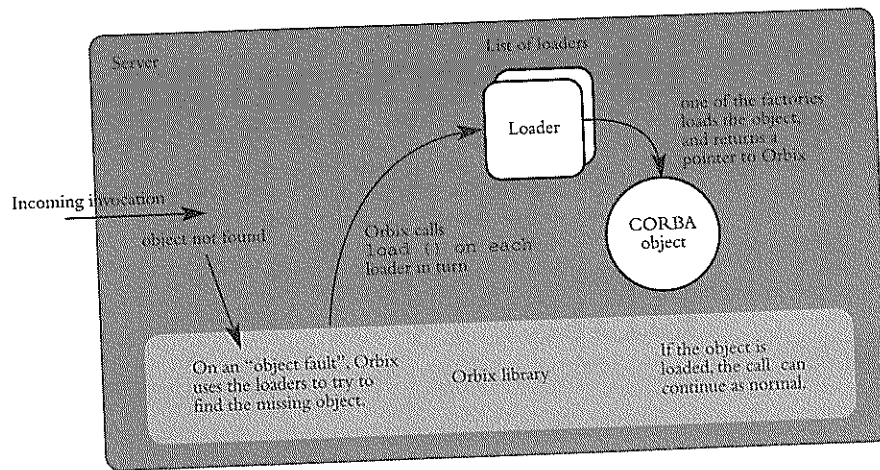 Server
List of loaders
Loader
one of the factories
loads the object,
and returns a
pointer to Orbix
Incoming invocation
object not found
Orbix calls
load () on each
loader in turn
CORBA
object
On an "object fault", Orbix
uses the loaders to try to
find the missing object.
Orbix library
If the object is
loaded, the call can
continue as normal.